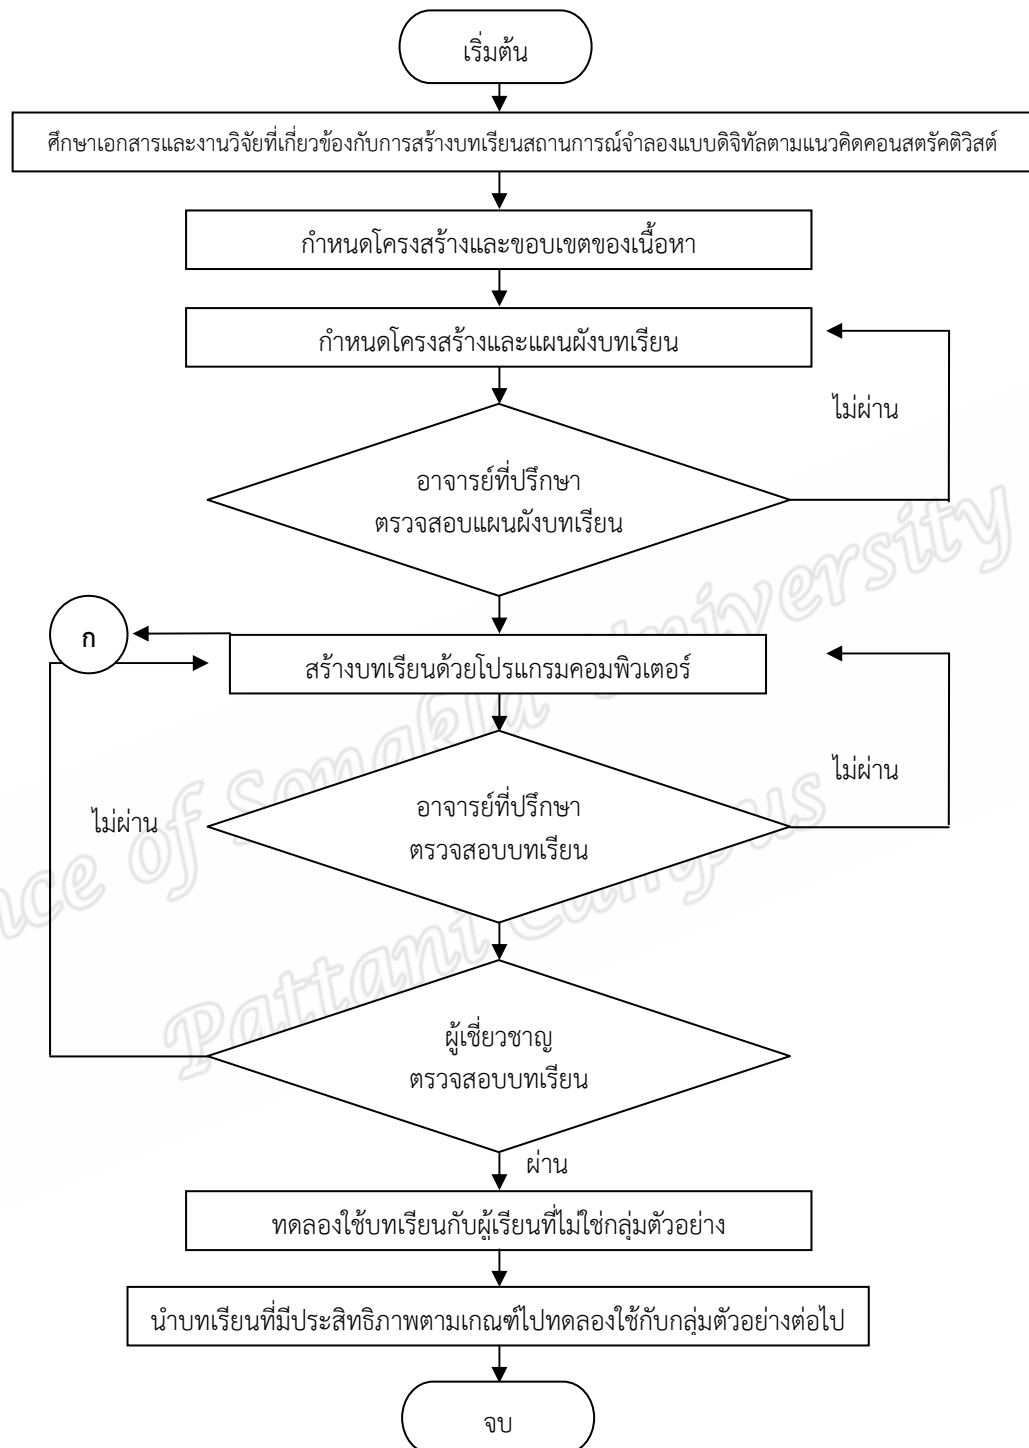 เริ่มต้น
ศึกษาเอกสารและงานวิจัยที่เกี่ยวข้องกับการสร้างบทเรียนสถานการณ์จำลองแบบดิจิทัลตามแนวคิดคอนสตรัคติวิสต์
กำหนดโครงสร้างและขอบเขตของเนื้อหา
กำหนดโครงสร้างและแผนผังบทเรียน
ไม่ผ่าน
อาจารย์ที่ปรึกษา
ตรวจสอบแผนผังบทเรียน
ก
สร้างบทเรียนด้วยโปรแกรมคอมพิวเตอร์
ไม่ผ่าน
อาจารย์ที่ปรึกษา
ตรวจสอบบทเรียน
ไม่ผ่าน
ผู้เชี่ยวชาญ
ตรวจสอบบทเรียน
ผ่าน
ทดลองใช้บทเรียนกับผู้เรียนที่ไม่ใช่กลุ่มตัวอย่าง
นำบทเรียนที่มีประสิทธิภาพตามเกณฑ์ไปทดลองใช้กับกลุ่มตัวอย่างต่อไป
จบ
nce of Songkla University
Pattani Campus